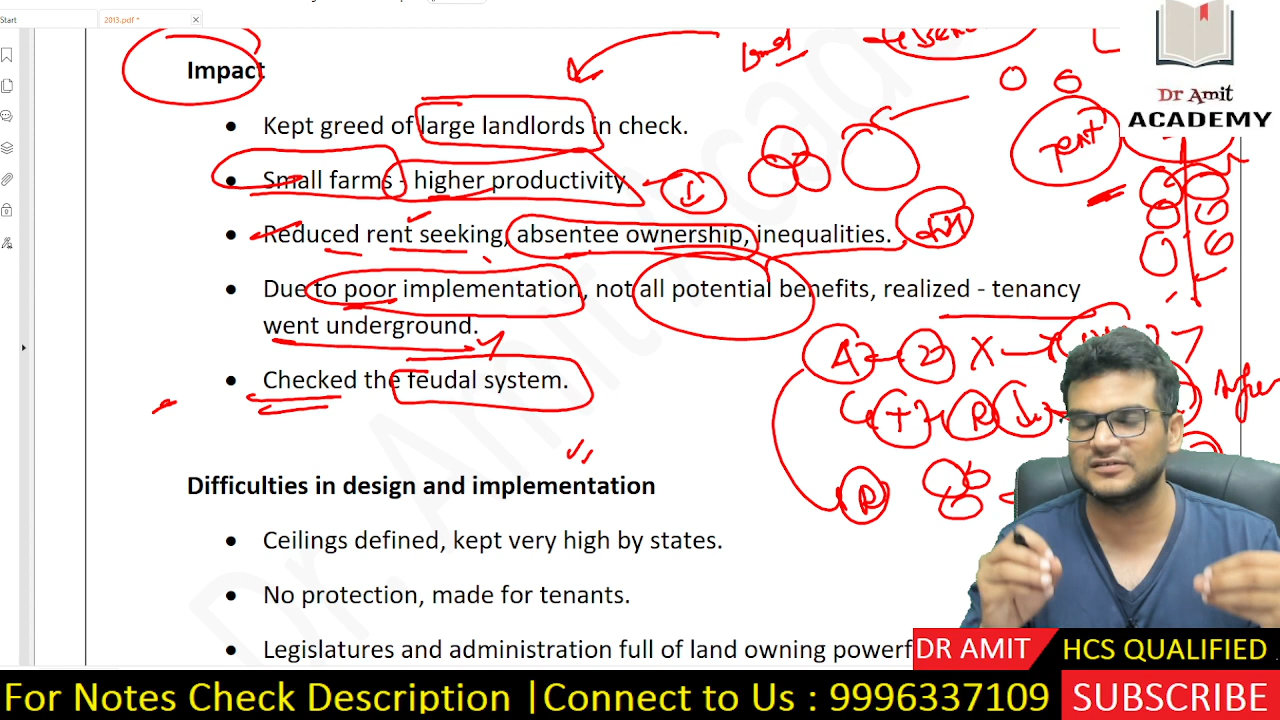 Start
2013.pdf *
Impact
• Kept greed of large landlords in check.
• Small farms - higher productivity
• Reduced rent seeking, absentee ownership, inequalities.
• Due to poor implementation, not all potential benefits, realized - tenancy
went underground.
• Checked the feudal system.
Difficulties in design and implementation
• Ceilings defined, kept very high by states.
• No protection, made for tenants.
• Legislatures and administration full of land owning
rent
Dr Amit
ACADEMY
DR AMIT
HCS QUALIFIED
For Notes Check Description |Connect to Us : 9996337109
SUBSCRIBE